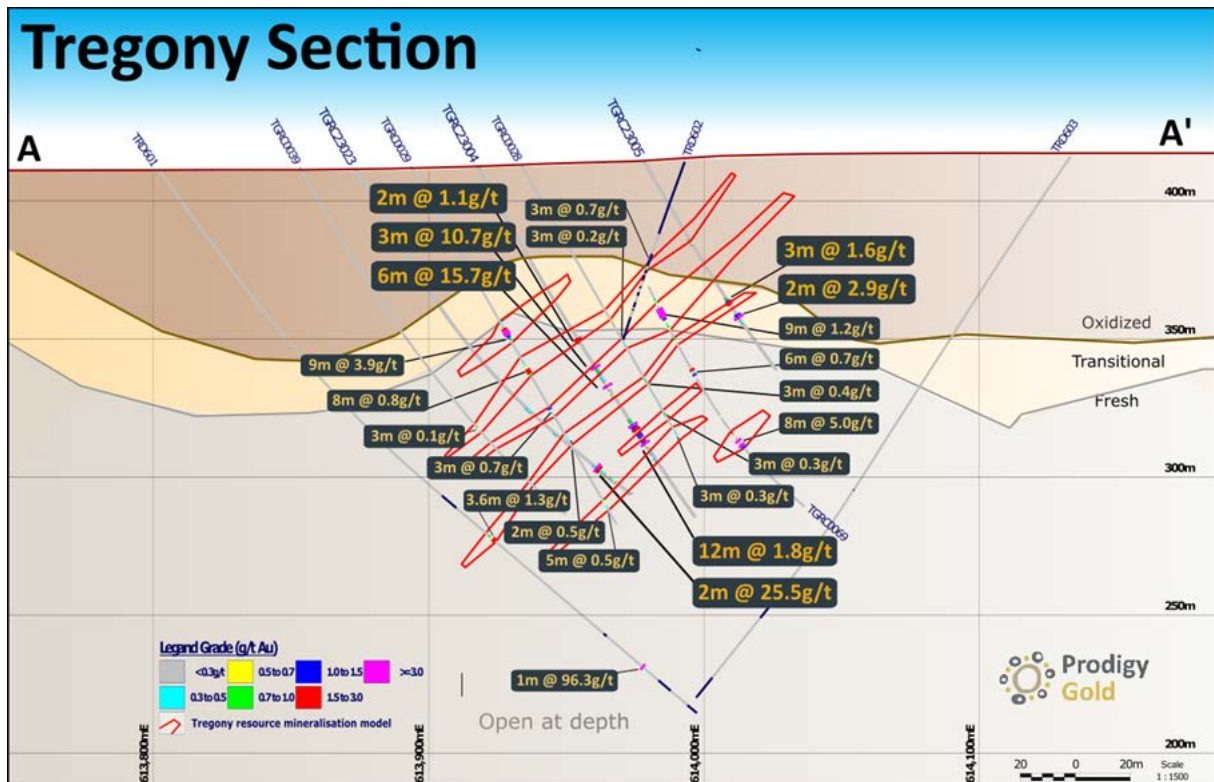 Tregony Section
A
A'
TRD601
TGRC0039
TGRC23023
TGRC0029
TGRC23004
TGRC0028
TGRC23005
TRD602
TRD603
400m
2m @ 1.1g/t
3m @ 10.7g/t
6m @ 15.7g/t
3m @ 0.7g/t
3m @ 0.2g/t
3m @ 1.6g/t
2m @ 2.9g/t
9m @ 1.2g/t
Oxidized
350m
6m @ 0.7g/t
Transitional
9m @ 3.9g/t
3m @ 0.4g/t
Fresh
8m @ 0.8g/t
8m @ 5.0g/t
3m @ 0.1g/t
3m @ 0.7g/t
3m @ 0.3g/t
300m
3.6m @ 1.3g/t
3m @ 0.3g/t
TGRC0069
2m @ 0.5g/t
5m @ 0.5g/t
12m @ 1.8g/t
2m @ 25.5g/t
250m
Legand Grade (g/t Au)
<0.3g/t
0.5 to 0.7
1.0 to 1.5
>=3.0
0.3 to 0.5
0.7 to 1.0
1.5 to 3.0
Tregony resource mineralisation model
1m @ 96.3g/t
Open at depth
Prodigy
Gold
613,800mE
613,900mE
614,000mE
614,100mE
200m
20 0 20m
Scale
1 : 1500